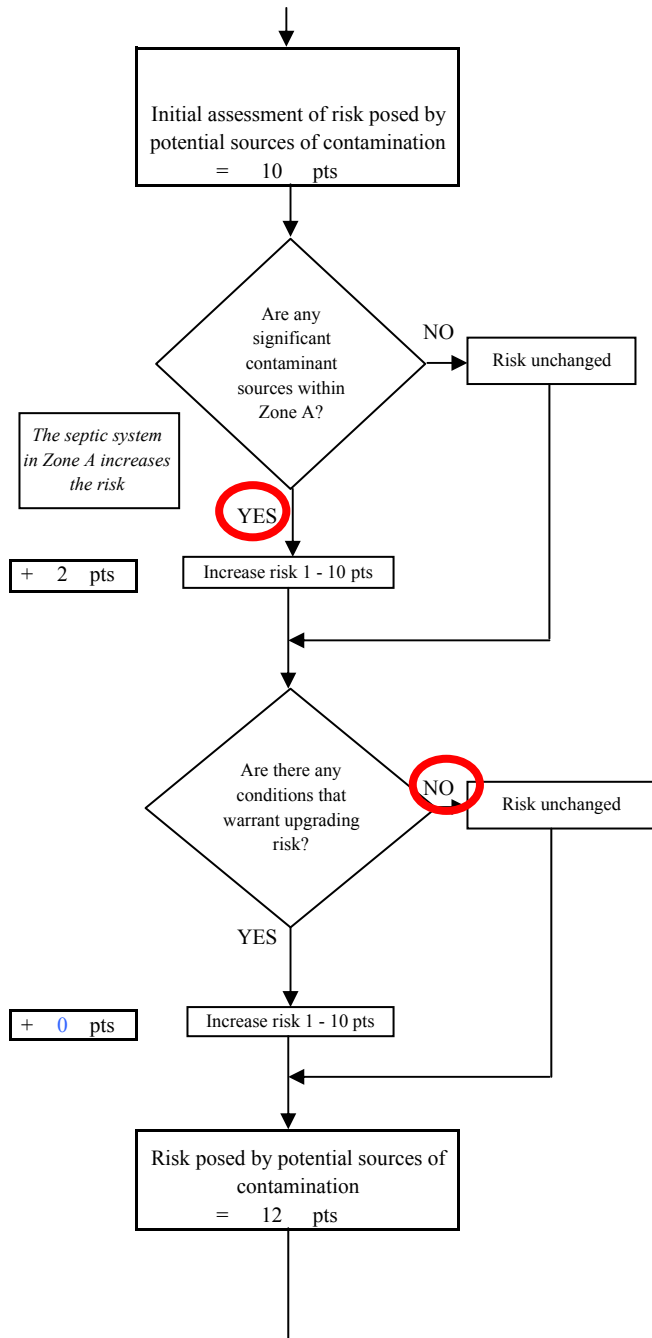 Initial assessment of risk posed by
potential sources of contamination
= 10 pts
Are any
significant
contaminant
sources within
Zone A?
NO
Risk unchanged
The septic system
in Zone A increases
the risk
YES
+ 2 pts
Increase risk 1 - 10 pts
Are there any
conditions that
warrant upgrading
risk?
NO
Risk unchanged
YES
+ 0 pts
Increase risk 1 - 10 pts
Risk posed by potential sources of
contamination
= 12 pts